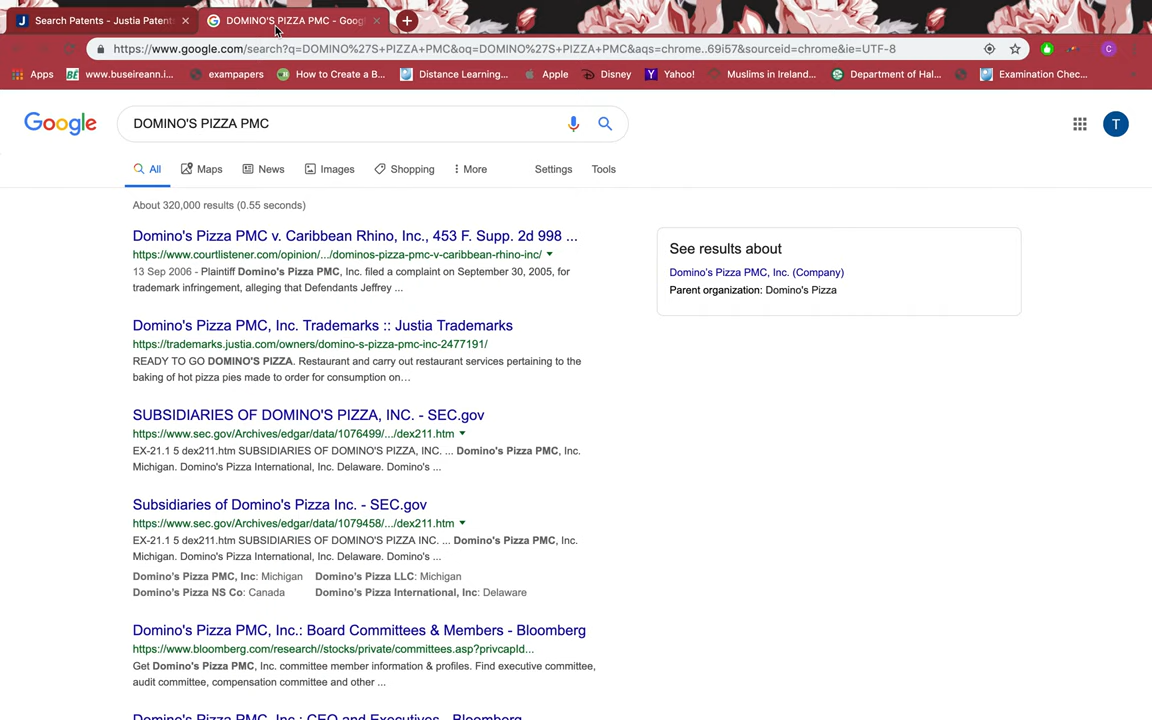 Search Patents - Justia Patent
DOMINO'S PIZZA PMC - Goog
https://www.google.com/search?q=DOMINO%27S+PIZZA+PMC&oq=DOMINO%27S+PIZZA+PMC&aqs=chrome..69i57&sourceid=chrome&ie=UTF-8
C
Apps
www.buseireann.i...
exampapers
How to Create a B...
Distance Learning...
Apple
Disney
Yahoo!
Muslims in Ireland...
Department of Hal...
Examination Chec...
Google
DOMINO'S PIZZA PMC
T
All
Maps
News
Images
Shopping
More
Settings
Tools
About 320,000 results (0.55 seconds)
Domino's Pizza PMC v. Caribbean Rhino, Inc., 453 F. Supp. 2d 998 ...
https://www.courtlistener.com/opinion/.../dominos-pizza-pmc-v-caribbean-rhino-inc/
13 Sep 2006 - Plaintiff Domino's Pizza PMC, Inc. filed a complaint on September 30, 2005, for
trademark infringement, alleging that Defendants Jeffrey ...
Domino's Pizza PMC, Inc. Trademarks :: Justia Trademarks
https://trademarks.justia.com/owners/domino-s-pizza-pmc-inc-2477191/
READY TO GO DOMINO'S PIZZA. Restaurant and carry out restaurant services pertaining to the
baking of hot pizza pies made to order for consumption on...
SUBSIDIARIES OF DOMINO'S PIZZA, INC. - SEC.gov
https://www.sec.gov/Archives/edgar/data/1076499/.../dex211.htm
EX-21.1 5 dex211.htm SUBSIDIARIES OF DOMINO'S PIZZA, INC. ... Domino's Pizza PMC, Inc.
Michigan. Domino's Pizza International, Inc. Delaware. Domino's ...
Subsidiaries of Domino's Pizza Inc. - SEC.gov
https://www.sec.gov/Archives/edgar/data/1079458/.../dex211.htm
EX-21.1 5 dex211.htm SUBSIDIARIES OF DOMINO'S PIZZA INC. ... Domino's Pizza PMC, Inc.
Michigan. Domino's Pizza International, Inc. Delaware. Domino's ...
Domino's Pizza PMC, Inc: Michigan
Domino's Pizza LLC: Michigan
Domino's Pizza NS Co: Canada
Domino's Pizza International, Inc: Delaware
Domino's Pizza PMC, Inc.: Board Committees & Members - Bloomberg
https://www.bloomberg.com/research//stocks/private/committees.asp?privcapId...
Get Domino's Pizza PMC, Inc. committee member information & profiles. Find executive committee,
audit committee, compensation committee and other ...
Domino's Pizza PMC, Inc.: CEO and Executives - Bloomberg
See results about
Domino's Pizza PMC, Inc. (Company)
Parent organization: Domino's Pizza